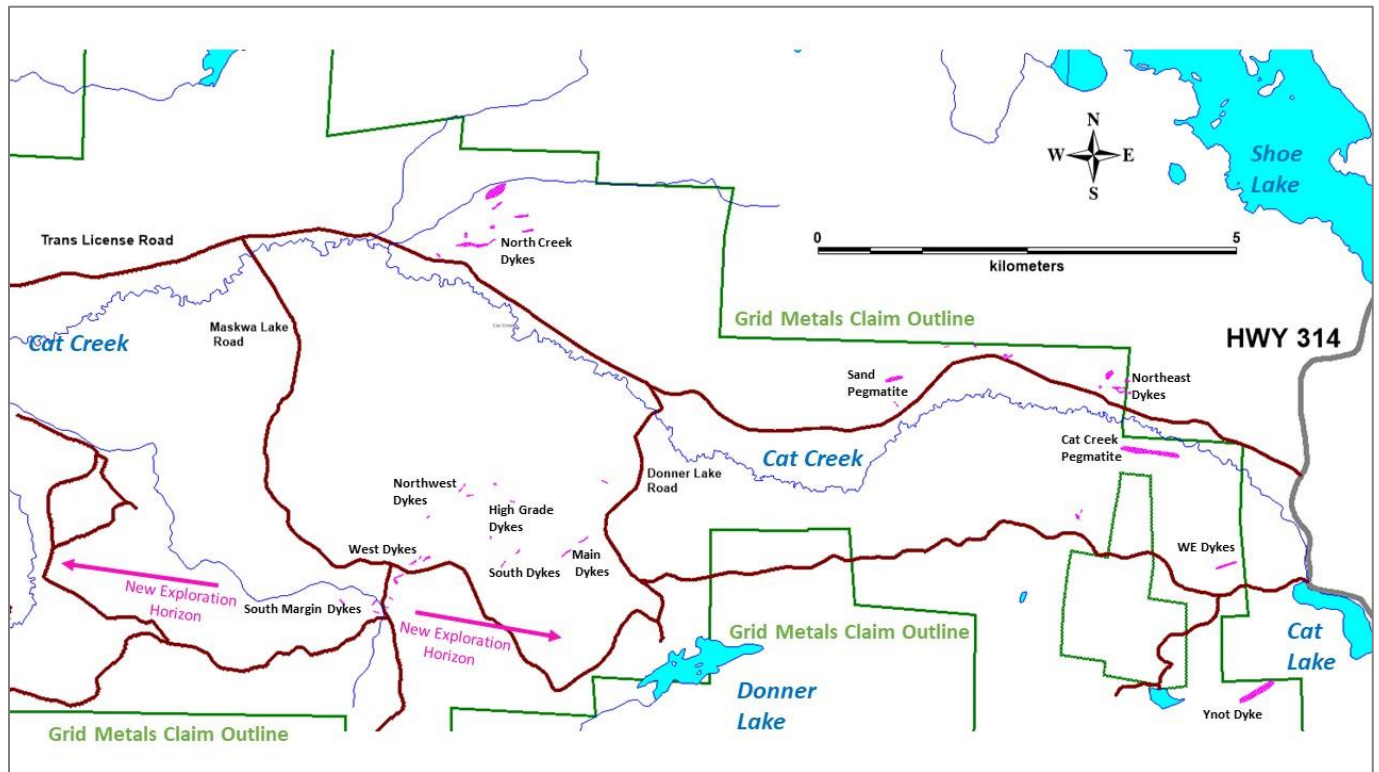 N
W E
S
Shoe
Lake
Trans License Road
North Creek
Dykes
0 5
kilometers
Maskwa Lake
Road
Cat Creek
Cat Creek
Grid Metals Claim Outline
HWY 314
Sand
Pegmatite
Northeast
Dykes
Cat Creek
Pegmatite
Cat Creek
Donner Lake
Road
Northwest
Dykes
High Grade
Dykes
West Dykes
South Dykes
Main
Dykes
WE Dykes
New Exploration
Horizon
South Margin Dykes
New Exploration
Horizon
Grid Metals Claim Outline
Cat
Lake
Donner
Lake
Ynot Dyke
Grid Metals Claim Outline